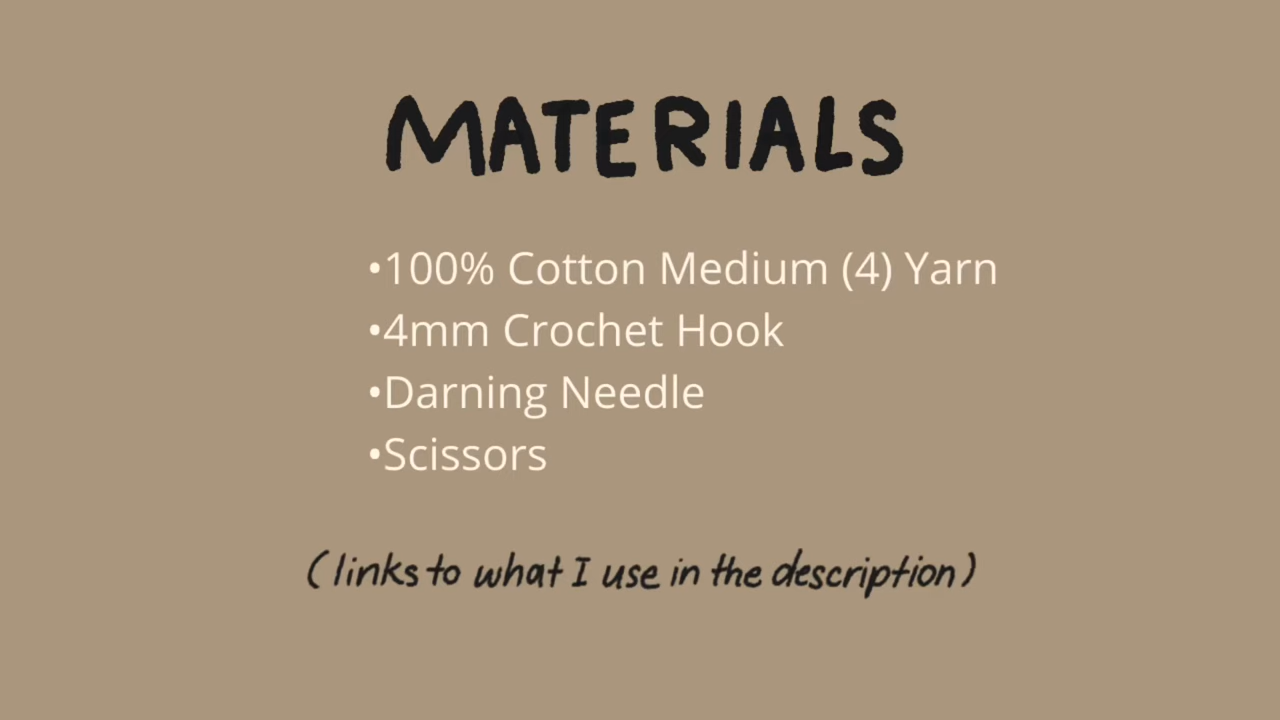 MATERIALS
•100% Cotton Medium (4) Yarn
•4mm Crochet Hook
•Darning Needle
•Scissors
(links to what I use in the description)